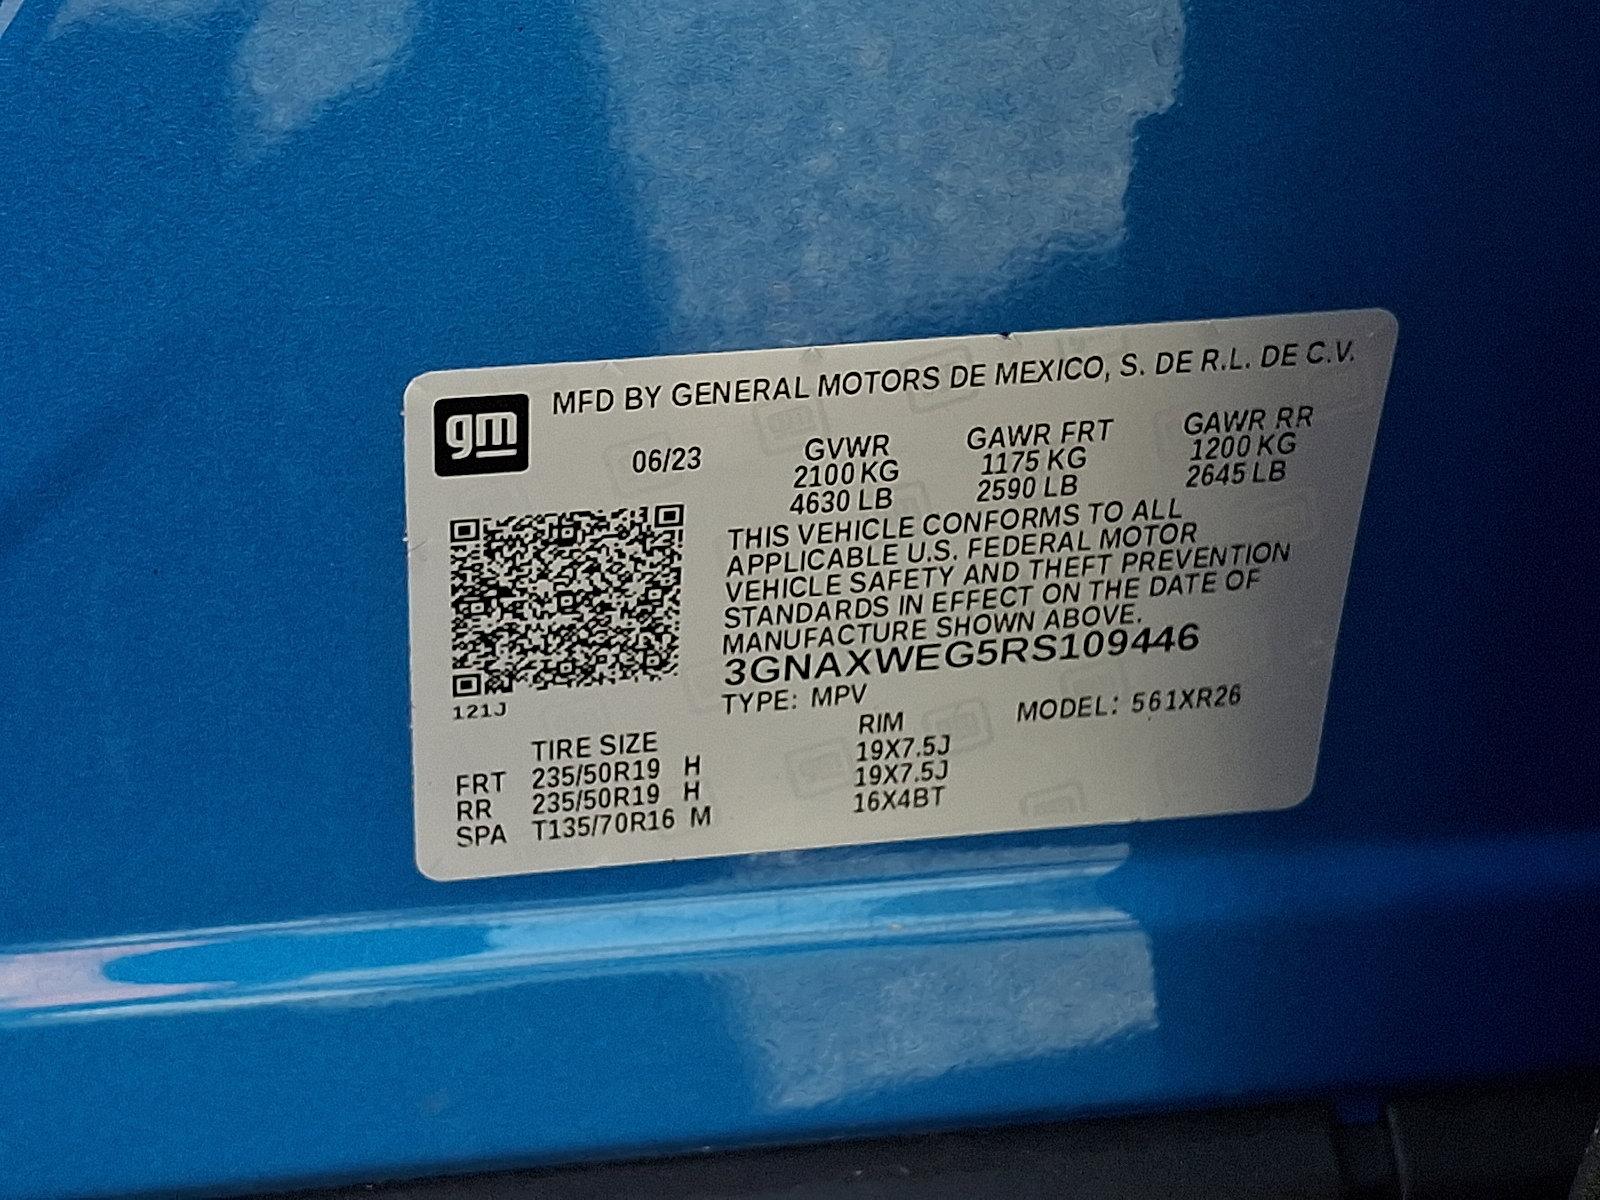 gm
MFD BY GENERAL MOTORS DE MEXICO, S. DE R.L. DE C.V.
06/23 GVWR GAWR FRT GAWR RR
2100 KG 1175 KG 1200 KG
4630 LB 2590 LB 2645 LB
THIS VEHICLE CONFORMS TO ALL
APPLICABLE U.S. FEDERAL MOTOR
VEHICLE SAFETY AND THEFT PREVENTION
STANDARDS IN EFFECT ON THE DATE OF
MANUFACTURE SHOWN ABOVE.
3GNAXWEG5RS109446
121J
TYPE: MPV MODEL: 561XR26
TIRE SIZE RIM
FRT 235/50R19 H 19X7.5J
RR 235/50R19 H 19X7.5J
SPA T135/70R16 M 16X4BT